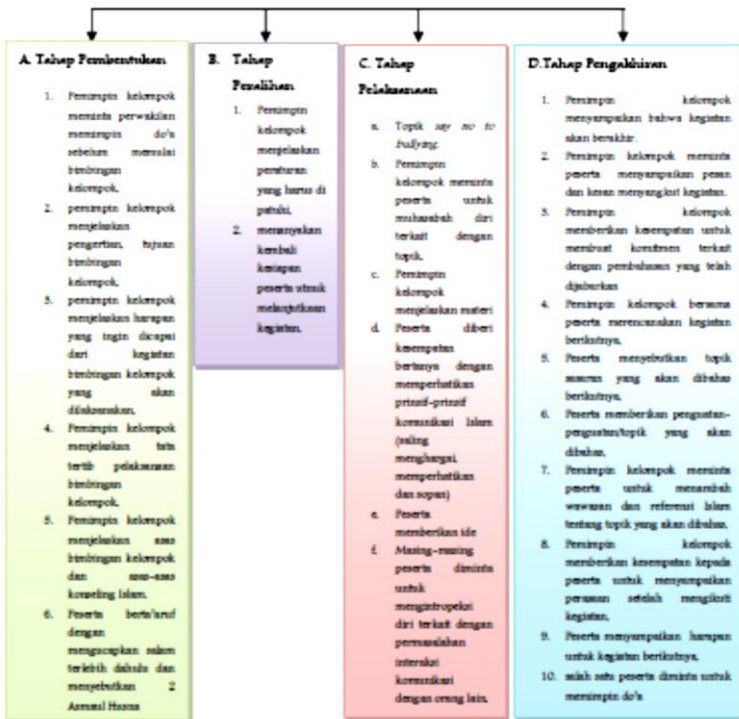 A. Tahap Pembentukan
1. Pemimpin kelompok
meminta perwakilan
memimpin do'a
sebelum memulai
bimbingan
kelompok.
2. pemimpin kelompok
menjelaskan
pengertian, tujuan
bimbingan
kelompok.
3. pemimpin kelompok
menjelaskan harapan
yang ingin dicapai
dari kegiatan
bimbingan kelompok
yang akan
dilaksanakan.
4. Pemimpin kelompok
menjelaskan tata
tertib pelaksanaan
bimbingan
kelompok.
5. Pemimpin kelompok
menjelaskan asas
bimbingan kelompok
dan asas-asas
konseling Islam.
6. Peserta berta'aruf
dengan
mengucapkan salam
terlebih dahulu dan
menyebutkan 2
Asmaul Husna
B. Tahap
Peralihan
1. Pemimpin
kelompok
menjelaskan
peraturan
yang harus di
patuhi.
2. menanyakan
kembali
kesiapan
peserta utnuk
melanjutkaan
kegiatan.
C. Tahap
Pelaksanaan
a. Topik say no to
bullying.
b. Pemimpin
kelompok meminta
peserta untuk
muhasabah diri
terkait dengan
topik.
c. Pemimpin
kelompok
menjelaskan materi
d. Peserta diberi
kesempatan
bertanya dengan
memperhatikan
prinsif-prinsif
komunikasi Islam
(saling
menghargai,
memperhatikan
dan sopan)
e. Peserta
memberikan ide
f. Masing-masing
peserta diminta
untuk
mengintropeksi
diri terkait dengan
permasalahan
interaksi
komunikasi
dengan orang lain.
D.Tahap Pengakhiran
1. Pemimpin kelompok
menyampaikan bahwa kegiatan
akan berakhir.
2. Pemimpin kelompok meminta
peserta menyampaikan pesan
dan kesan menyangkut kegiatan.
3. Pemimpin kelompok
memberikan kesempatan untuk
membuat komitmen terkait
dengan pembahasan yang telah
dijabarkan
4. Pemimpin kelompok bersama
peserta merencanakan kegiatan
berikutnya.
5. Peserta menyebutkan topik
asasran yang akan dibahas
berikutnya.
6. Peserta memberikan penguatan-
penguatan/topik yang akan
dibahas.
7. Pemimpin kelompok meminta
peserta untuk menambah
wawasan dan referensi Islam
tentang topik yang akan dibahas.
8. Pemimpin kelompok
memberikan kesempatan kepada
peserta untuk menyampaikan
perasaan setelah mengikuti
kegiatan.
9. Peserta menyampaikan harapan
untuk kegiatan berikutnya.
10. salah satu peserta diminta untuk
memimpin do'a